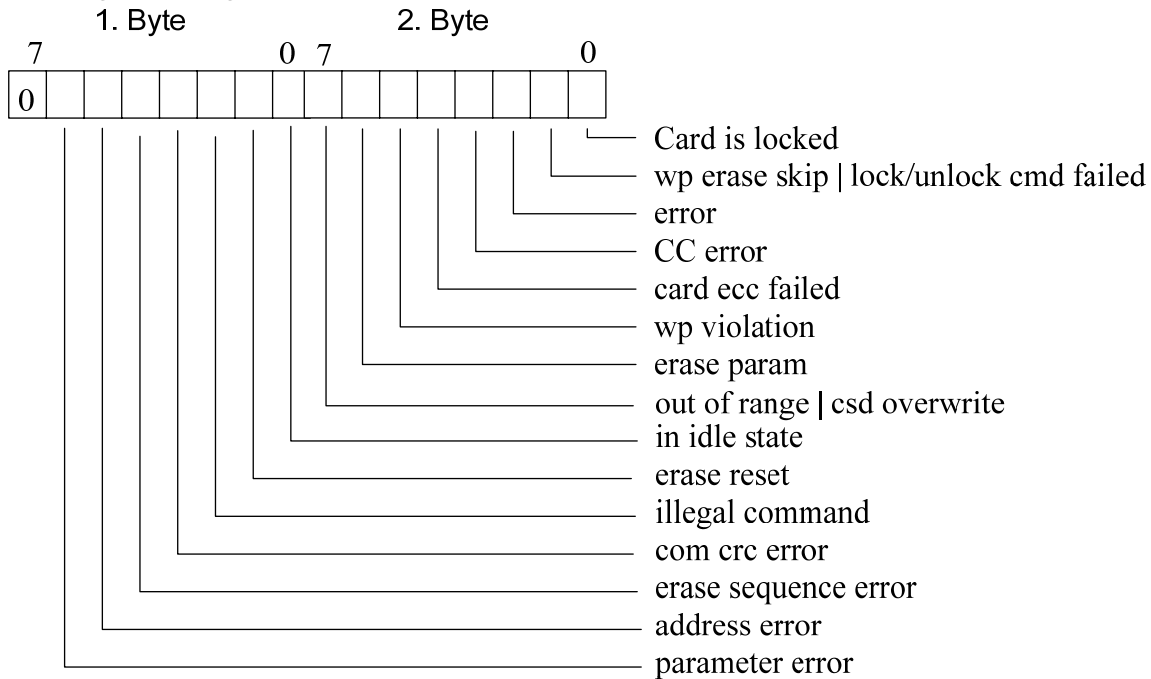 1. Byte 2. Byte
7 0 7 0
0
Card is locked
wp erase skip | lock/unlock cmd failed
error
CC error
card ecc failed
wp violation
erase param
out of range | csd overwrite
in idle state
erase reset
illegal command
com crc error
erase sequence error
address error
parameter error